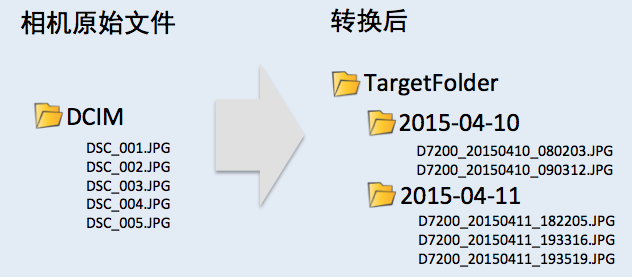 相机原始文件
DCIM
DSC_001.JPG
DSC_002.JPG
DSC_003.JPG
DSC_004.JPG
DSC_005.JPG
转换后
TargetFolder
2015-04-10
D7200_20150410_080203.JPG
D7200_20150410_090312.JPG
2015-04-11
D7200_20150411_182205.JPG
D7200_20150411_193316.JPG
D7200_20150411_193519.JPG